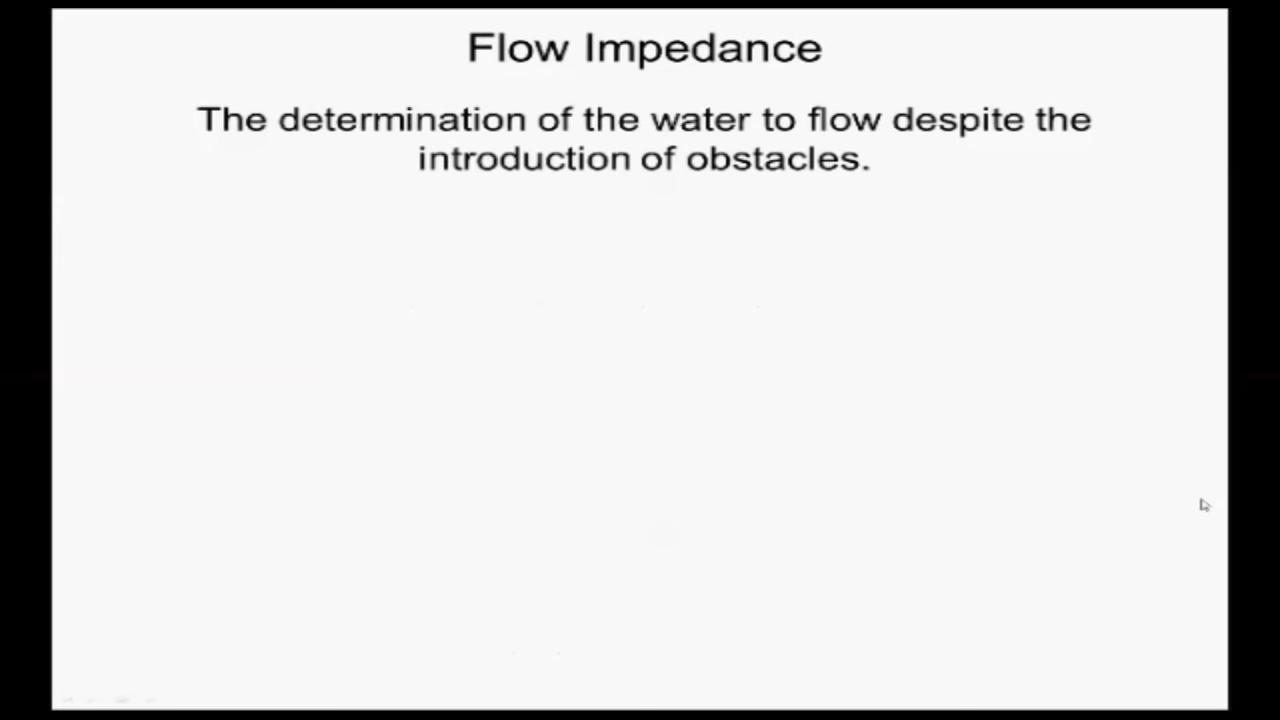 Flow Impedance
The determination of the water to flow despite the
introduction of obstacles.